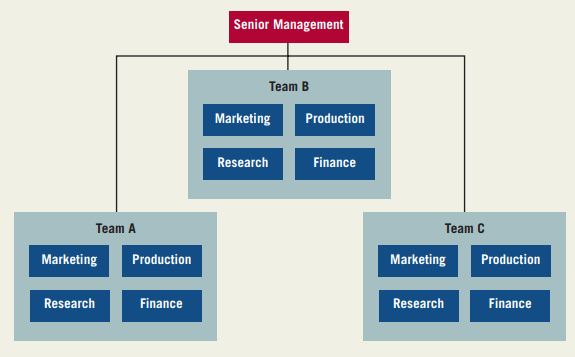 Senior Management
Team B
Marketing Production
Research Finance
Team A
Marketing Production
Research Finance
Team C
Marketing Production
Research Finance